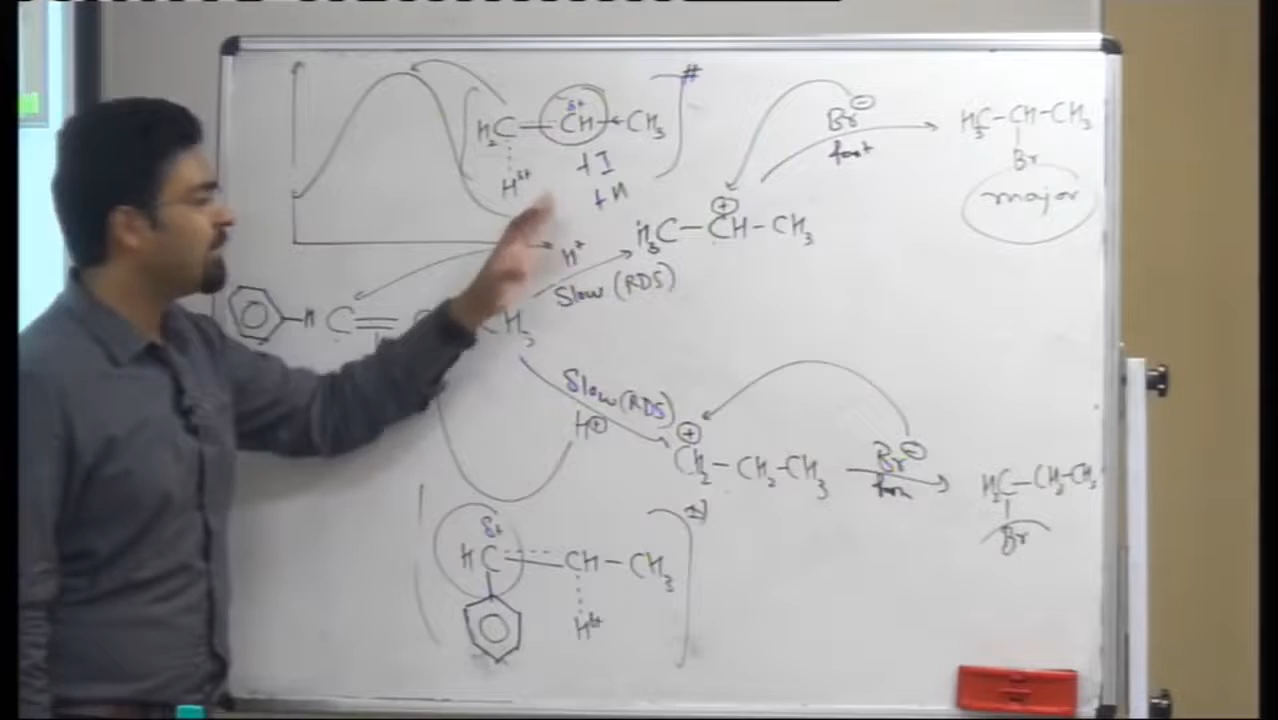 H₂C — CH — CH₃ #
δ+
H δ+
+I
+H
Br⊖
fast
H₃C–CH–CH₃
Br
major
H₃C – CH – CH₃
⊕
H⁺
Slow (RDS)
H C = CH₃
Slow (RDS)
H⊕
⊕
CH₂ – CH₂ – CH₃
Br⊖
H₂C – CH₂ – CH₃
Br
δ+
HC — CH – CH₃
H δ+